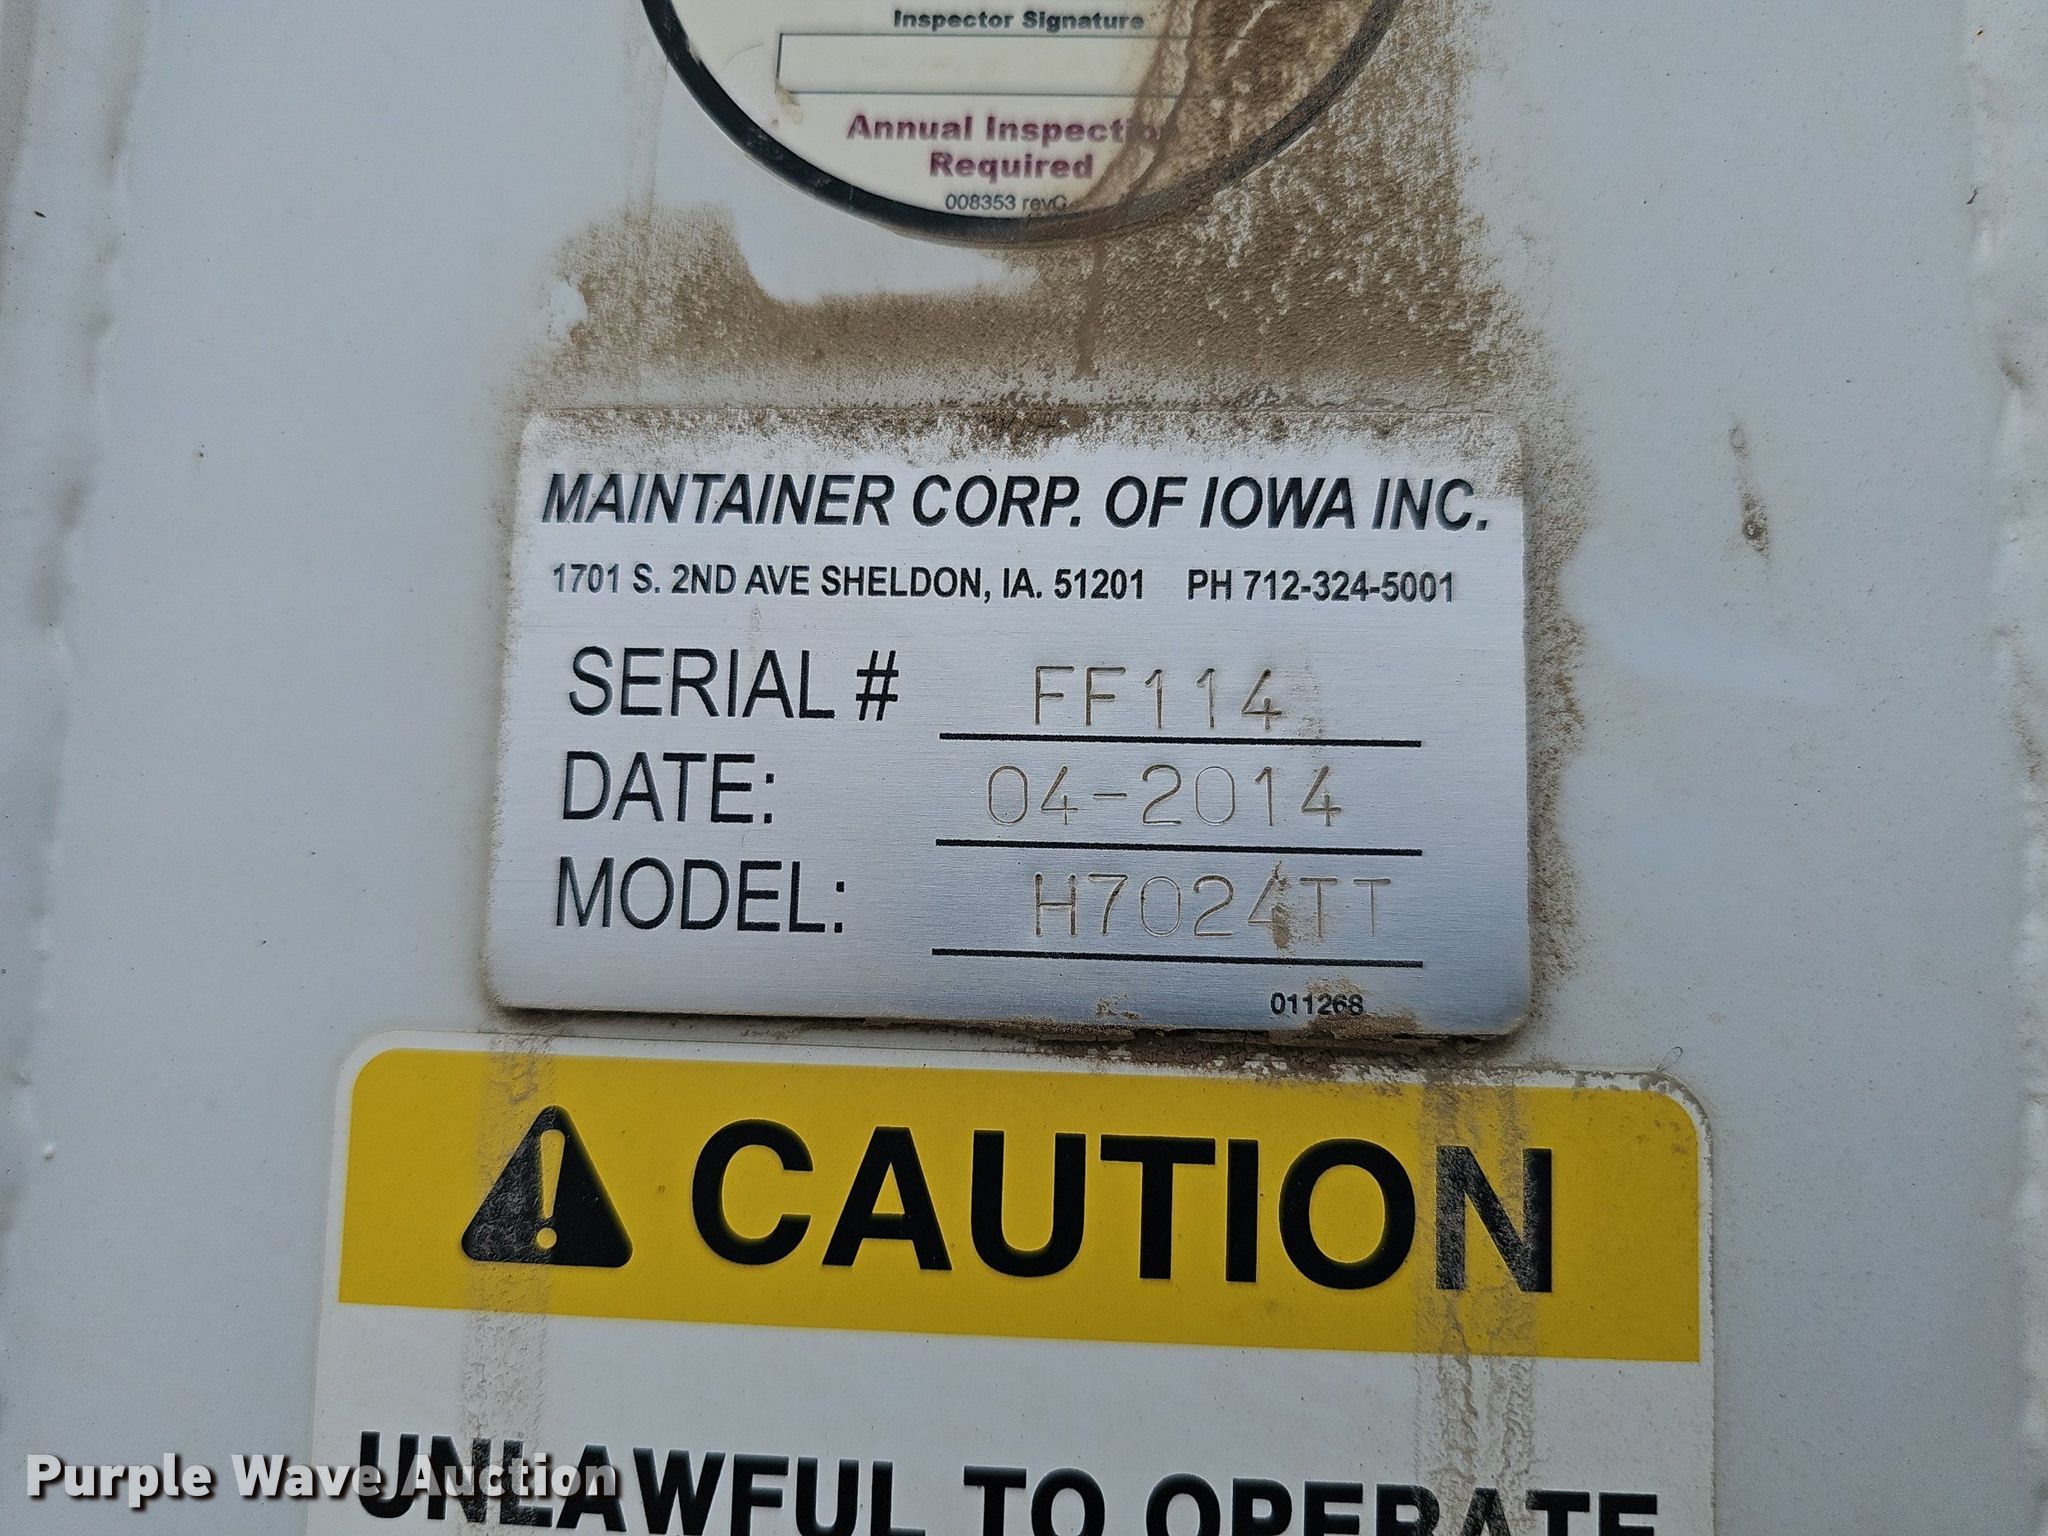 Inspector Signature
Annual Inspection
Required
008353 revG
MAINTAINER CORP. OF IOWA INC.
1701 S. 2ND AVE SHELDON, IA. 51201 PH 712-324-5001
SERIAL # FF114
DATE: 04-2014
MODEL: H7024TT
011268
CAUTION
UNLAWFUL TO OPERATE
Purple Wave Auction